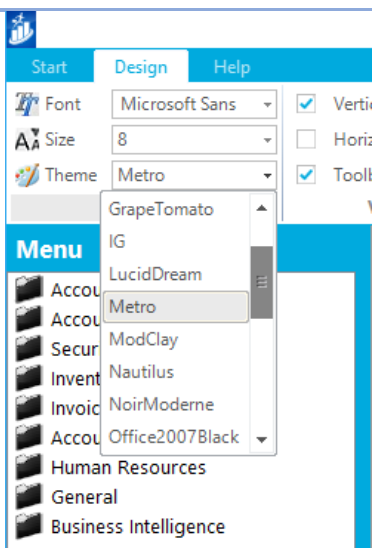 Start Design Help
Font Microsoft Sans
Size 8
Theme Metro
GrapeTomato
IG
LucidDream
Metro
ModClay
Nautilus
NoirModerne
Office2007Black
Menu
Human Resources
General
Business Intelligence